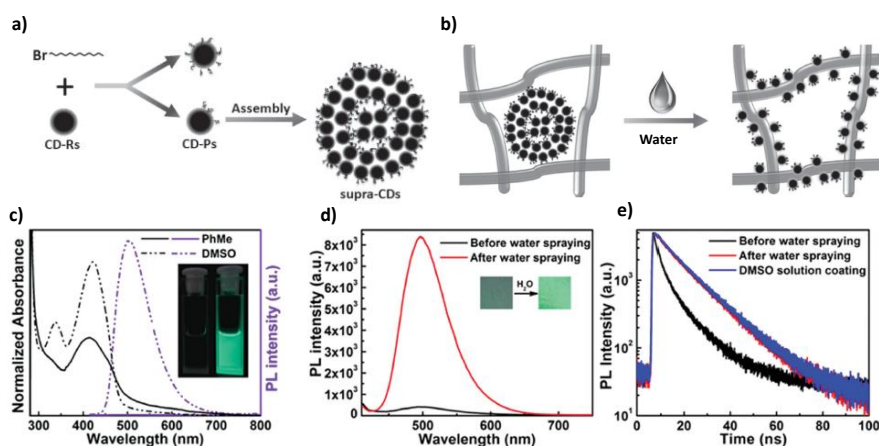 a)
Br
+
CD-Rs
CD-Ps
Assembly
supra-CDs
b)
Water
c)
Normalized Absorbance
PhMe
DMSO
PL intensity (a.u.)
300 400 500 600 700 800
Wavelength (nm)
d)
PL intensity (a.u.)
8x10³
7x10³
6x10³
5x10³
4x10³
3x10³
2x10³
1x10³
0
Before water spraying
After water spraying
H₂O
500 600 700
Wavelength (nm)
e)
PL Intensity (a.u.)
10³
10²
10¹
Before water spraying
After water spraying
DMSO solution coating
0 20 40 60 80 100
Time (ns)